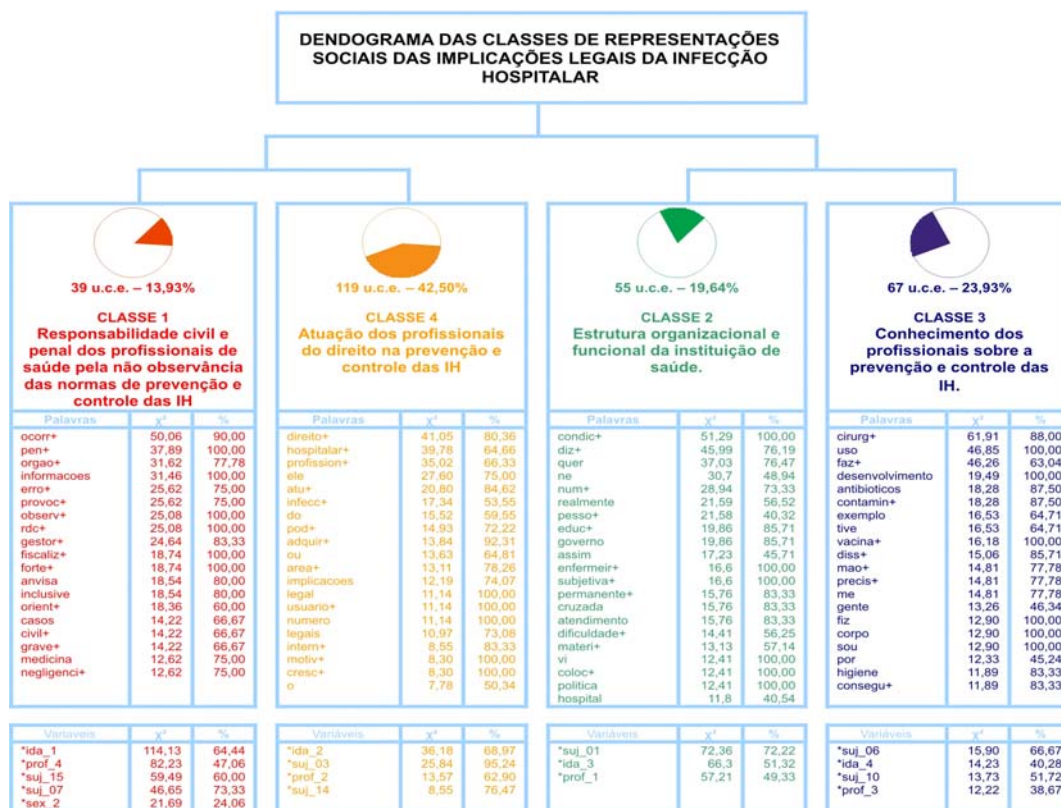 DENDOGRAMA DAS CLASSES DE REPRESENTAÇÕES
SOCIAIS DAS IMPLICAÇÕES LEGAIS DA INFECÇÃO
HOSPITALAR
39 u.c.e. – 13,93%
CLASSE 1
Responsabilidade civil e
penal dos profissionais de
saúde pela não observância
das normas de prevenção e
controle das IH
Palavras χ² %
ocorr+ 50,06 90,00
pen+ 37,89 100,00
orgao+ 31,62 77,78
informacoes 31,46 100,00
erro+ 25,62 75,00
provoc+ 25,62 75,00
observ+ 25,08 100,00
rdc+ 25,08 100,00
gestor+ 24,64 83,33
fiscaliz+ 18,74 100,00
forte+ 18,74 100,00
anvisa 18,54 80,00
inclusive 18,54 80,00
orient+ 18,36 60,00
casos 14,22 66,67
civil+ 14,22 66,67
grave+ 14,22 66,67
medicina 12,62 75,00
negligenci+ 12,62 75,00
Variaveis χ² %
*ida_1 114,13 64,44
*prof_4 82,23 47,06
*suj_15 59,49 60,00
*suj_07 46,65 73,33
*sex_2 21,69 24,06
119 u.c.e. – 42,50%
CLASSE 4
Atuação dos profissionais
do direito na prevenção e
controle das IH
Palavras χ² %
direito+ 41,05 80,36
hospitalar+ 39,78 64,66
profission+ 35,02 66,33
ele 27,60 75,00
atu+ 20,80 84,62
infecc+ 17,34 53,55
do 15,52 59,55
pod+ 14,93 72,22
adquir+ 13,84 92,31
ou 13,63 64,81
area+ 13,11 78,26
implicacoes 12,19 74,07
legal 11,14 100,00
usuario+ 11,14 100,00
numero 11,14 100,00
legais 10,97 73,08
intern+ 8,55 83,33
motiv+ 8,30 100,00
cresc+ 8,30 100,00
o 7,78 50,34
Variáveis χ² %
*ida_2 36,18 68,97
*suj_03 25,84 95,24
*prof_2 13,57 62,90
*suj_14 8,55 76,47
55 u.c.e. – 19,64%
CLASSE 2
Estrutura organizacional e
funcional da instituição de
saúde.
Palavras χ² %
condic+ 51,29 100,00
diz+ 45,99 76,19
quer 37,03 76,47
ne 30,7 48,94
num+ 28,94 73,33
realmente 21,59 56,52
pesso+ 21,58 40,32
educ+ 19,86 85,71
governo 19,86 85,71
assim 17,23 45,71
enfermeir+ 16,6 100,00
subjetiva+ 16,6 100,00
permanente+ 15,76 83,33
cruzada 15,76 83,33
atendimento 15,76 83,33
dificuldade+ 14,41 56,25
materi+ 13,13 57,14
vi 12,41 100,00
coloc+ 12,41 100,00
politica 12,41 100,00
hospital 11,8 40,54
Variáveis χ² %
*suj_01 72,36 72,22
*ida_3 66,3 51,32
*prof_1 57,21 49,33
67 u.c.e. – 23,93%
CLASSE 3
Conhecimento dos
profissionais sobre a
prevenção e controle das
IH.
Palavras χ² %
cirurg+ 61,91 88,00
uso 46,85 100,00
faz+ 46,26 63,04
desenvolvimento 19,49 100,00
antibioticos 18,28 87,50
contamin+ 18,28 87,50
exemplo 16,53 64,71
tive 16,53 64,71
vacina+ 16,18 100,00
diss+ 15,06 85,71
mao+ 14,81 77,78
precis+ 14,81 77,78
me 14,81 77,78
gente 13,26 46,34
fiz 12,90 100,00
corpo 12,90 100,00
sou 12,90 100,00
por 12,33 45,24
higiene 11,89 83,33
consegu+ 11,89 83,33
Variáveis χ² %
*suj_06 15,90 66,67
*ida_4 14,23 40,28
*suj_10 13,73 51,72
*prof_3 12,22 38,67